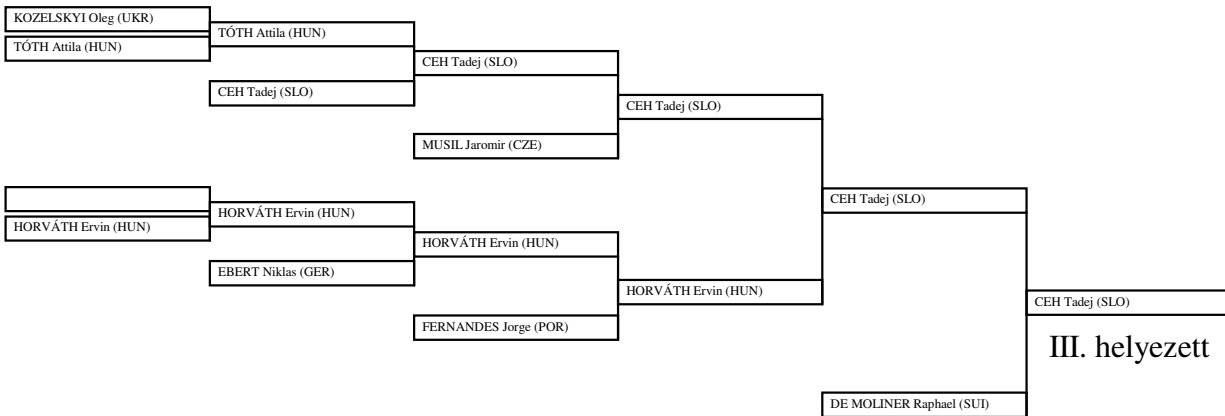 KOZELSKYI Oleg (UKR)
TÓTH Attila (HUN)
TÓTH Attila (HUN)
CEH Tadej (SLO)
CEH Tadej (SLO)
CEH Tadej (SLO)
MUSIL Jaromir (CZE)
CEH Tadej (SLO)
HORVÁTH Ervin (HUN)
HORVÁTH Ervin (HUN)
HORVÁTH Ervin (HUN)
EBERT Niklas (GER)
HORVÁTH Ervin (HUN)
CEH Tadej (SLO)
FERNANDES Jorge (POR)
III. helyezett
DE MOLINER Raphael (SUI)